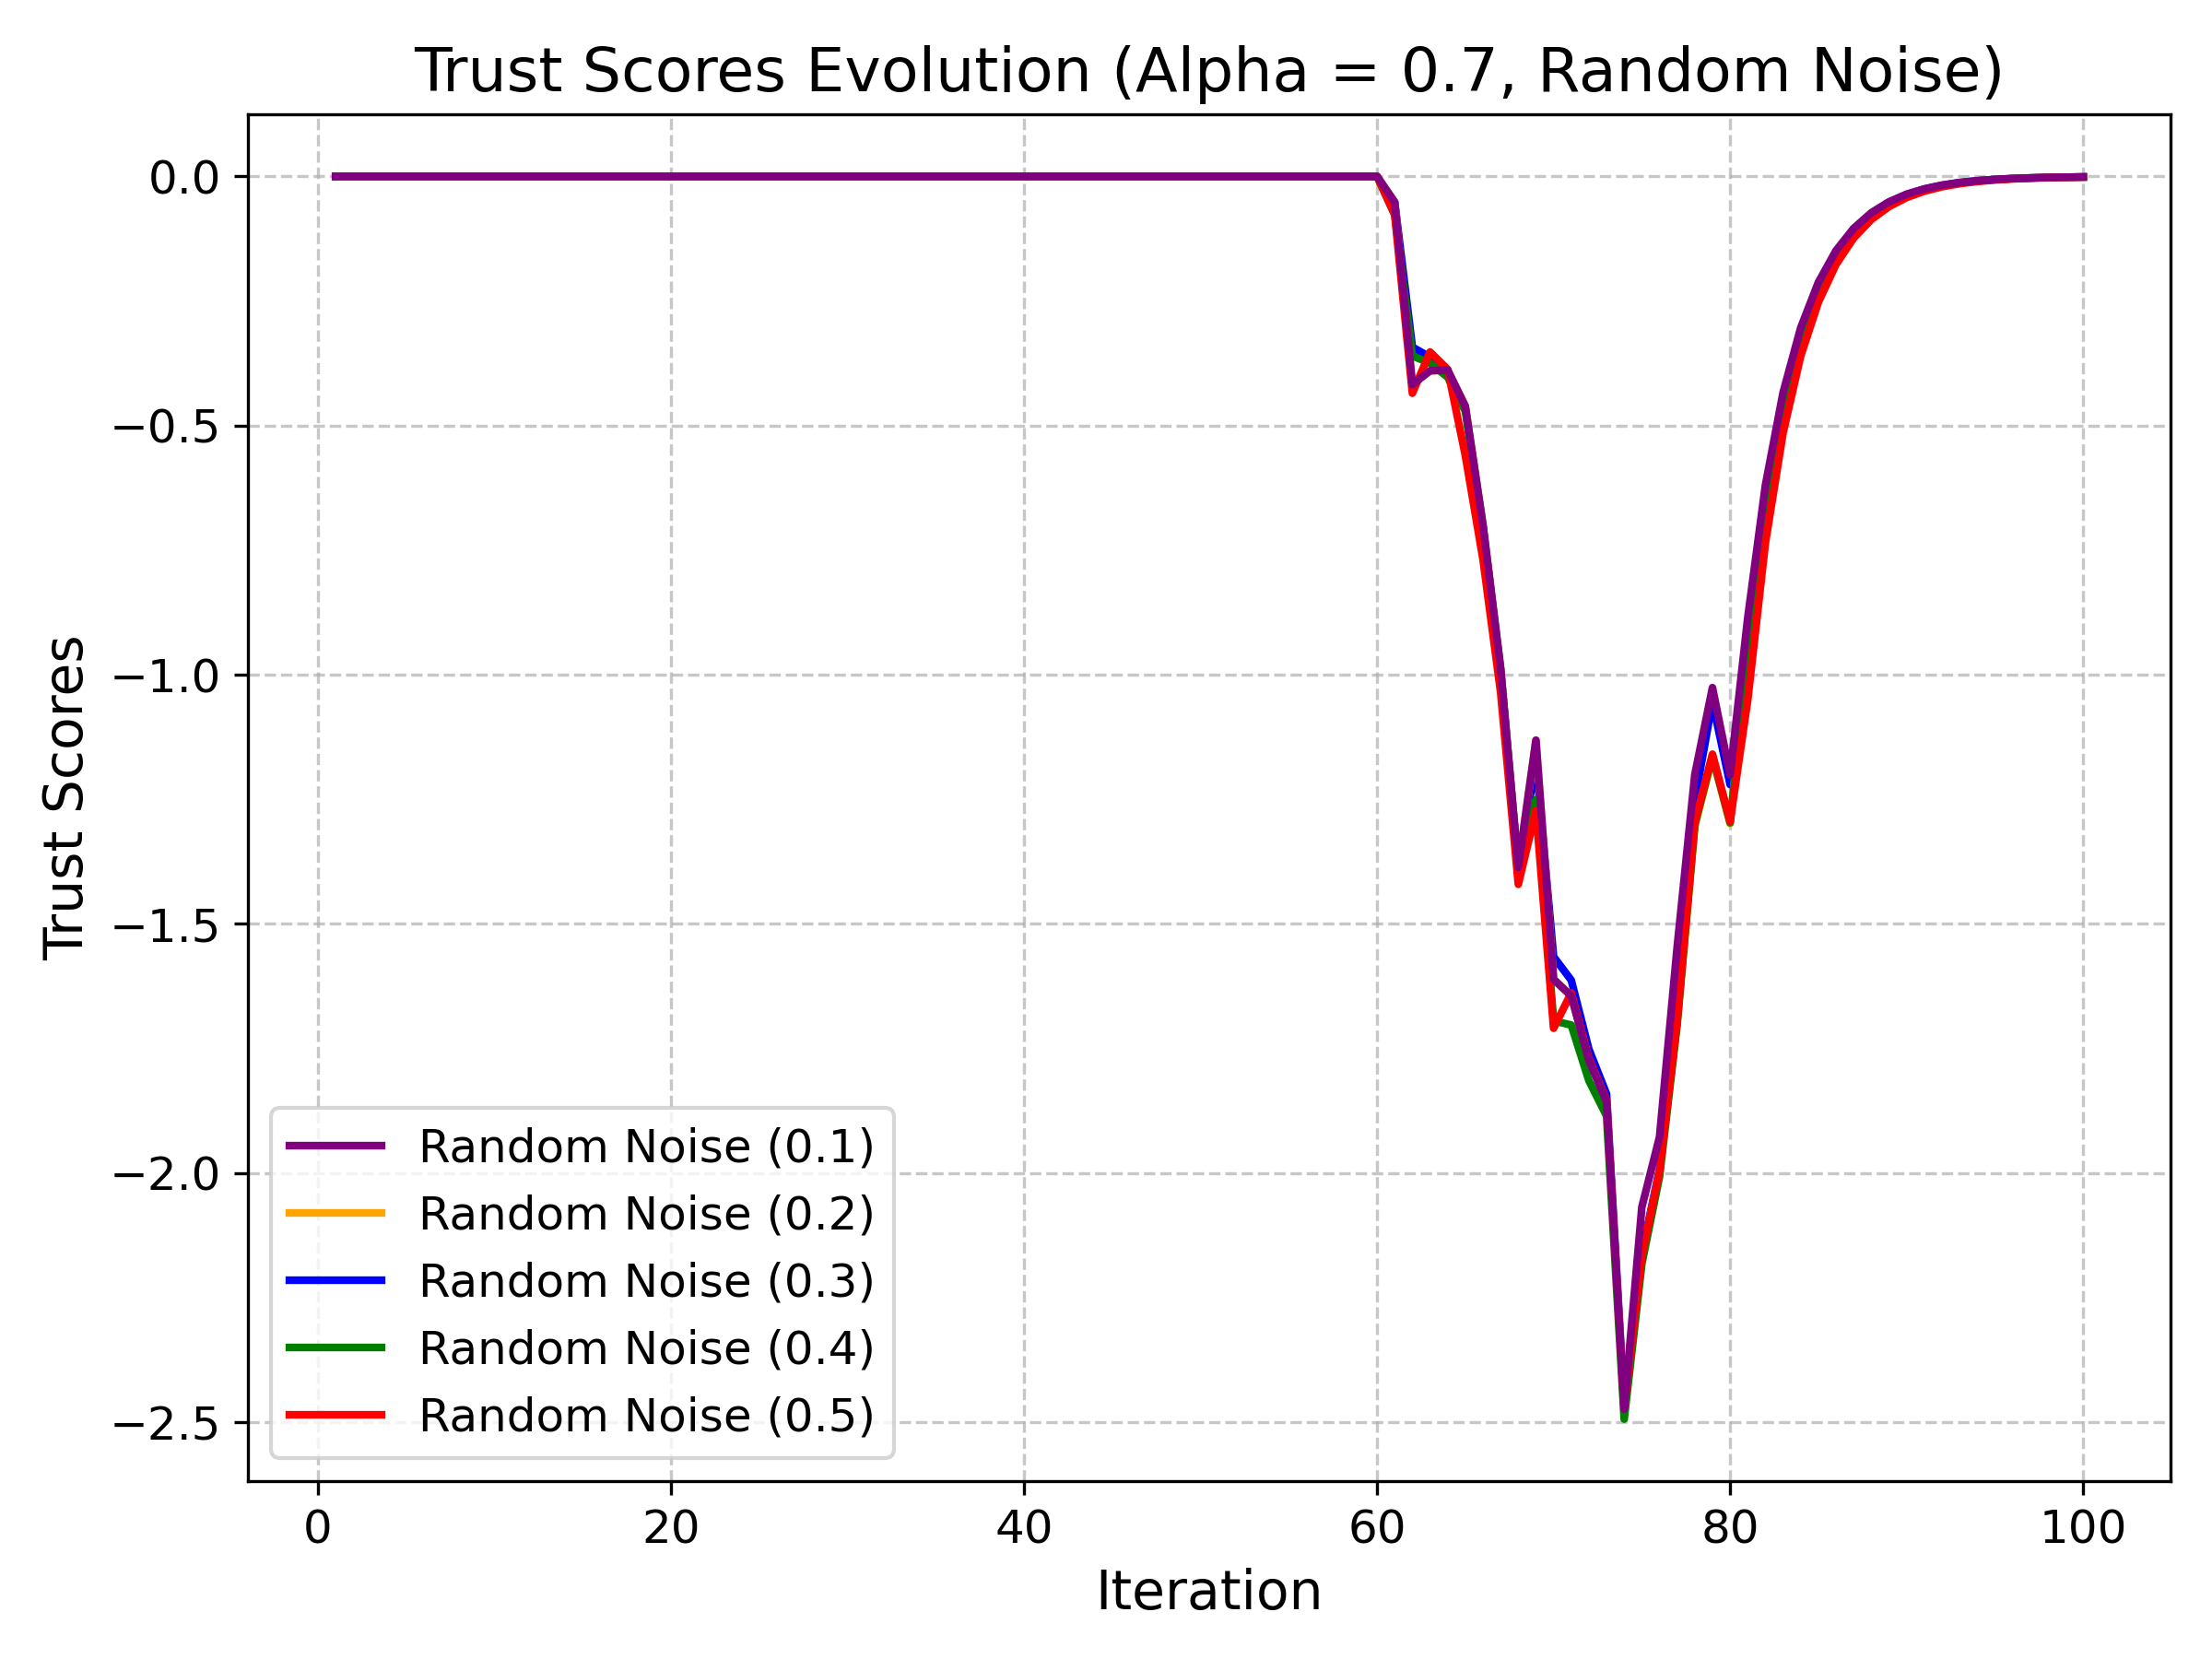 Trust Scores Evolution (Alpha = 0.7, Random Noise)
Trust Scores
0.0
−0.5
−1.0
−1.5
−2.0
−2.5
Random Noise (0.1)
Random Noise (0.2)
Random Noise (0.3)
Random Noise (0.4)
Random Noise (0.5)
0 20 40 60 80 100
Iteration